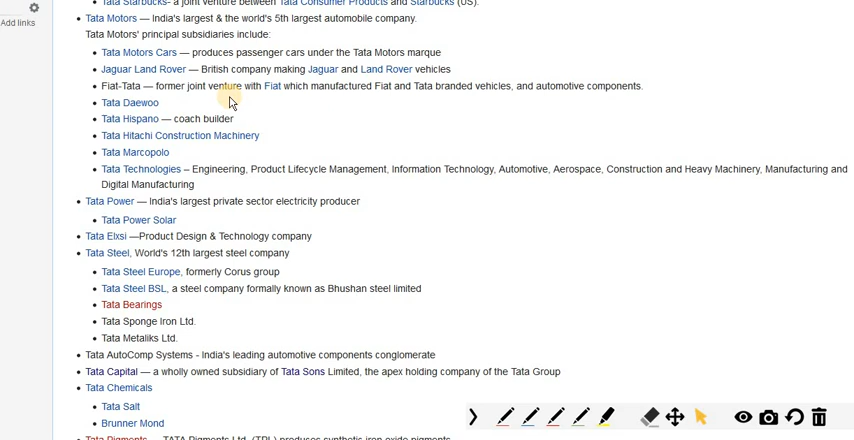 Tata Starbucks- a joint venture between Tata Consumer Products and Starbucks (US).
Add links
Tata Motors — India's largest & the world's 5th largest automobile company.
Tata Motors' principal subsidiaries include:
Tata Motors Cars — produces passenger cars under the Tata Motors marque
Jaguar Land Rover — British company making Jaguar and Land Rover vehicles
Fiat-Tata — former joint venture with Fiat which manufactured Fiat and Tata branded vehicles, and automotive components.
Tata Daewoo
Tata Hispano — coach builder
Tata Hitachi Construction Machinery
Tata Marcopolo
Tata Technologies – Engineering, Product Lifecycle Management, Information Technology, Automotive, Aerospace, Construction and Heavy Machinery, Manufacturing and
Digital Manufacturing
Tata Power — India's largest private sector electricity producer
Tata Power Solar
Tata Elxsi —Product Design & Technology company
Tata Steel, World's 12th largest steel company
Tata Steel Europe, formerly Corus group
Tata Steel BSL, a steel company formally known as Bhushan steel limited
Tata Bearings
Tata Sponge Iron Ltd.
Tata Metaliks Ltd.
Tata AutoComp Systems - India's leading automotive components conglomerate
Tata Capital — a wholly owned subsidiary of Tata Sons Limited, the apex holding company of the Tata Group
Tata Chemicals
Tata Salt
Brunner Mond
Tata Pigments — TATA Pigments Ltd. (TPL) produces synthetic iron oxide pigments